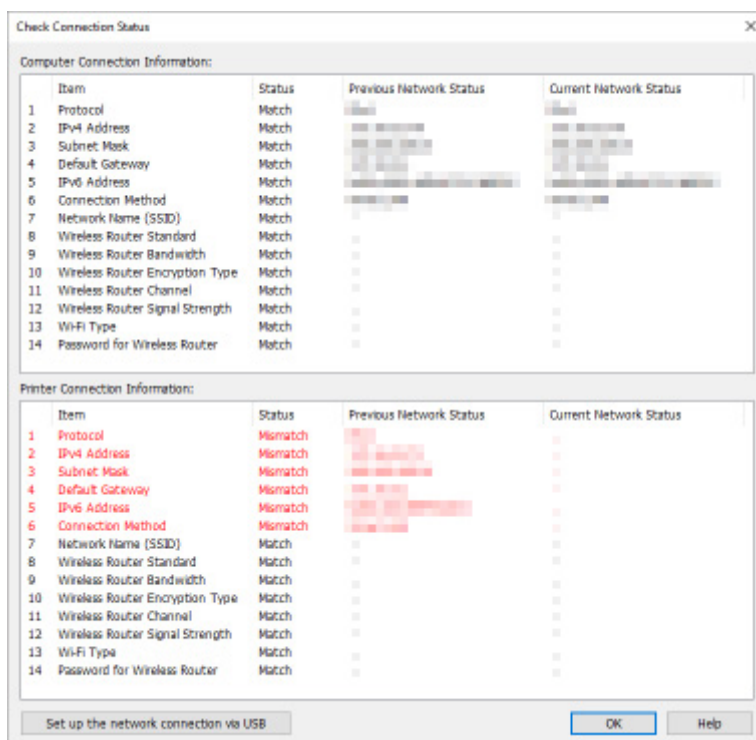 Check Connection Status
Computer Connection Information:
Item Status Previous Network Status Current Network Status
1 Protocol Match
2 IPv4 Address Match
3 Subnet Mask Match
4 Default Gateway Match
5 IPv6 Address Match
6 Connection Method Match
7 Network Name (SSID) Match
8 Wireless Router Standard Match
9 Wireless Router Bandwidth Match
10 Wireless Router Encryption Type Match
11 Wireless Router Channel Match
12 Wireless Router Signal Strength Match
13 Wi-Fi Type Match
14 Password for Wireless Router Match
Printer Connection Information:
Item Status Previous Network Status Current Network Status
1 Protocol Mismatch
2 IPv4 Address Mismatch
3 Subnet Mask Mismatch
4 Default Gateway Mismatch
5 IPv6 Address Mismatch
6 Connection Method Mismatch
7 Network Name (SSID) Match
8 Wireless Router Standard Match
9 Wireless Router Bandwidth Match
10 Wireless Router Encryption Type Match
11 Wireless Router Channel Match
12 Wireless Router Signal Strength Match
13 Wi-Fi Type Match
14 Password for Wireless Router Match
Set up the network connection via USB OK Help